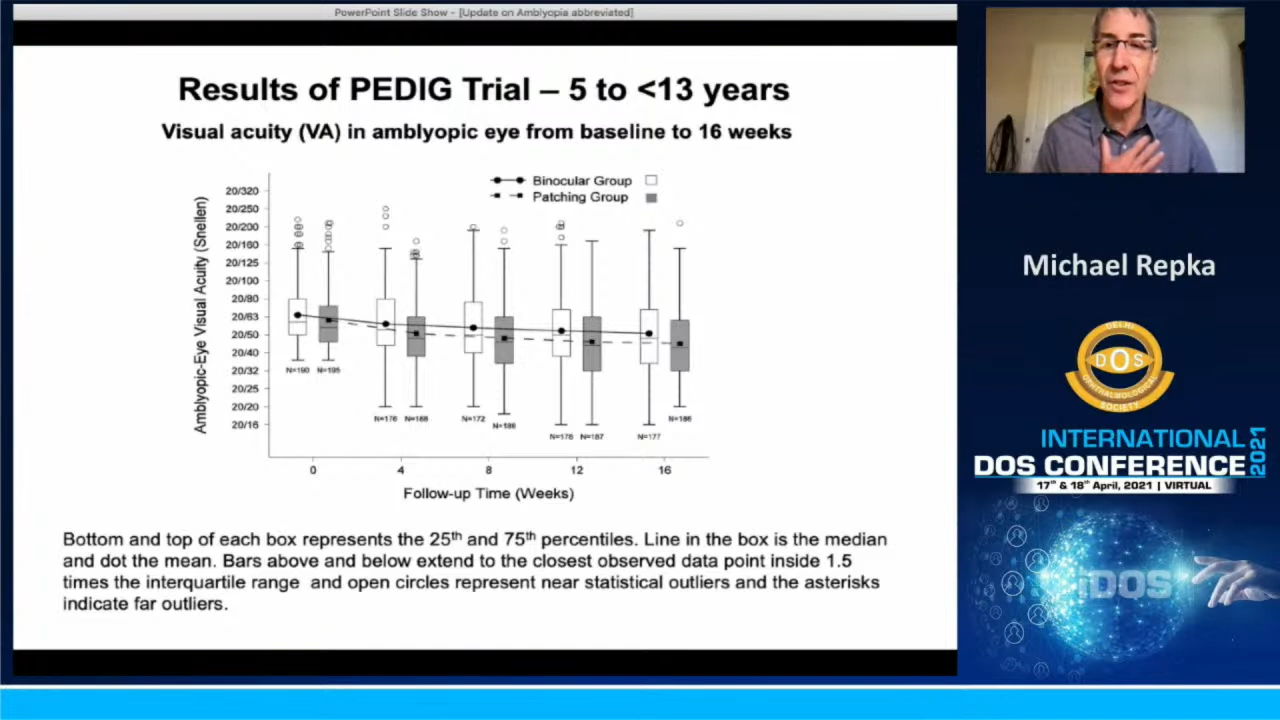 PowerPoint Slide Show - [Update on Amblyopia abbreviated]
Results of PEDIG Trial – 5 to <13 years
Visual acuity (VA) in amblyopic eye from baseline to 16 weeks
Binocular Group
Patching Group
Amblyopic-Eye Visual Acuity (Snellen)
20/320
20/250
20/200
20/160
20/125
20/100
20/80
20/63
20/50
20/40
20/32
20/25
20/20
20/16
N=190 N=195
N=176 N=188
N=172 N=186
N=176 N=187
N=177 N=186
0 4 8 12 16
Follow-up Time (Weeks)
Bottom and top of each box represents the 25th and 75th percentiles. Line in the box is the median
and dot the mean. Bars above and below extend to the closest observed data point inside 1.5
times the interquartile range and open circles represent near statistical outliers and the asterisks
indicate far outliers.
Michael Repka
DELHI
DOS
OPHTHALMOLOGICAL
SOCIETY
INTERNATIONAL
DOS CONFERENCE
2021
17th & 18th April, 2021 | VIRTUAL
iDOS